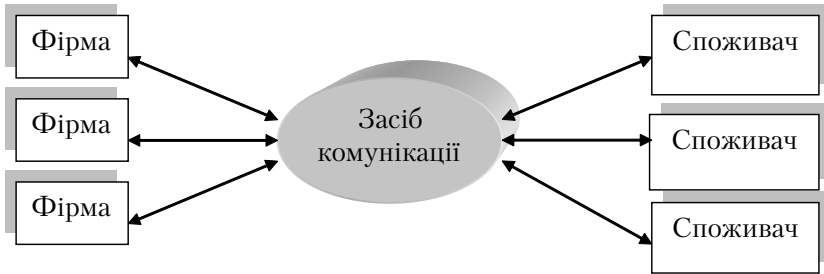 Фірма
Фірма
Фірма
Засіб
комунікації
Споживач
Споживач
Споживач